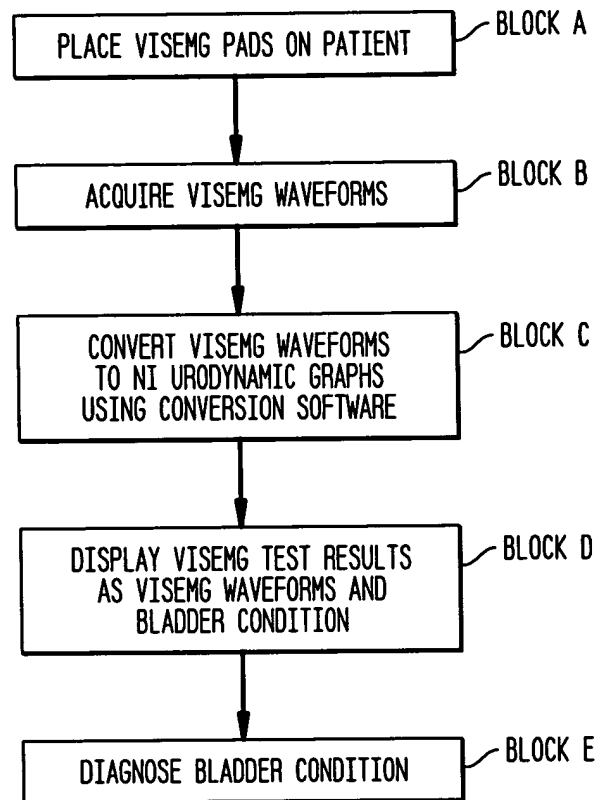 PLACE VISEMG PADS ON PATIENT
BLOCK A
ACQUIRE VISEMG WAVEFORMS
BLOCK B
CONVERT VISEMG WAVEFORMS
TO NI URODYNAMIC GRAPHS
USING CONVERSION SOFTWARE
BLOCK C
DISPLAY VISEMG TEST RESULTS
AS VISEMG WAVEFORMS AND
BLADDER CONDITION
BLOCK D
DIAGNOSE BLADDER CONDITION
BLOCK E